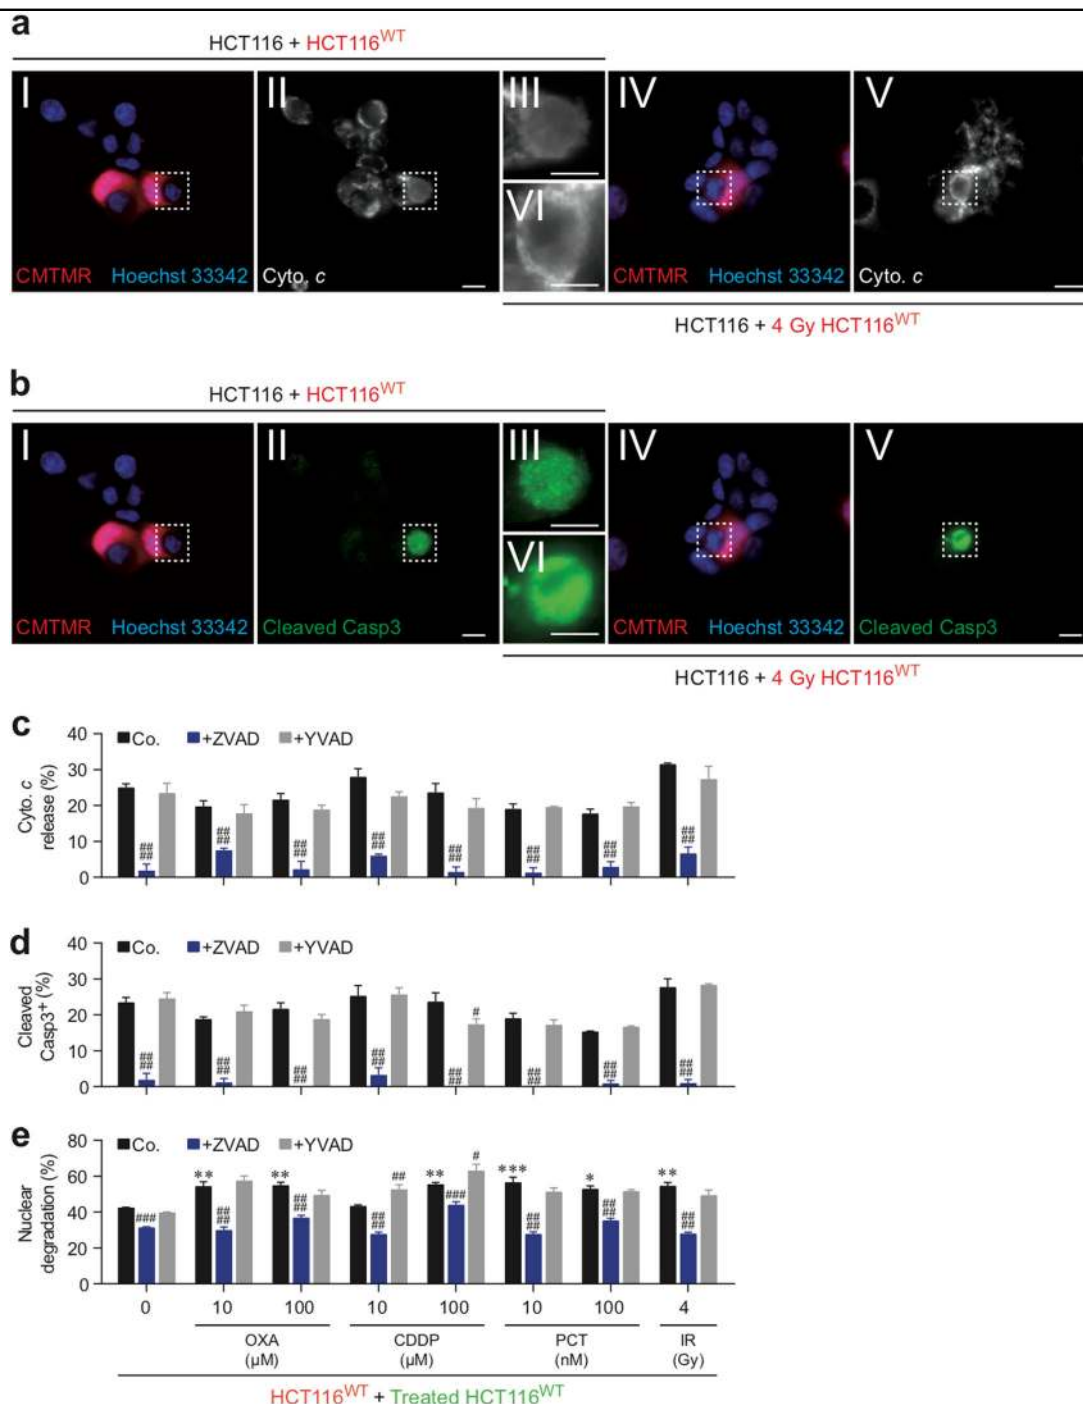 a
HCT116 + HCT116WT
I II III IV V
VI
CMTMR Hoechst 33342 Cyto. c CMTMR Hoechst 33342 Cyto. c
HCT116 + 4 Gy HCT116WT
b
HCT116 + HCT116WT
I II III IV V
VI
CMTMR Hoechst 33342 Cleaved Casp3 CMTMR Hoechst 33342 Cleaved Casp3
HCT116 + 4 Gy HCT116WT
c
Cyto. c
release (%)
40
30
20
10
0
Co. +ZVAD +YVAD
## ## ## ## ## ## ## ##
## ## ## ## ## ## ## ##
d
Cleaved
Casp3+ (%)
40
30
20
10
0
Co. +ZVAD +YVAD
#
## ## ## ## ## ## ## ##
## ## ## ## ## ## ## ##
e
Nuclear
degradation (%)
80
60
40
20
0
Co. +ZVAD +YVAD
** ** ## ** # *** * **
### ## ## ## ### ## ## ##
## ## ## ## ## ##
0 10 100 10 100 10 100 4
OXA CDDP PCT IR
(µM) (µM) (nM) (Gy)
HCT116WT + Treated HCT116WT